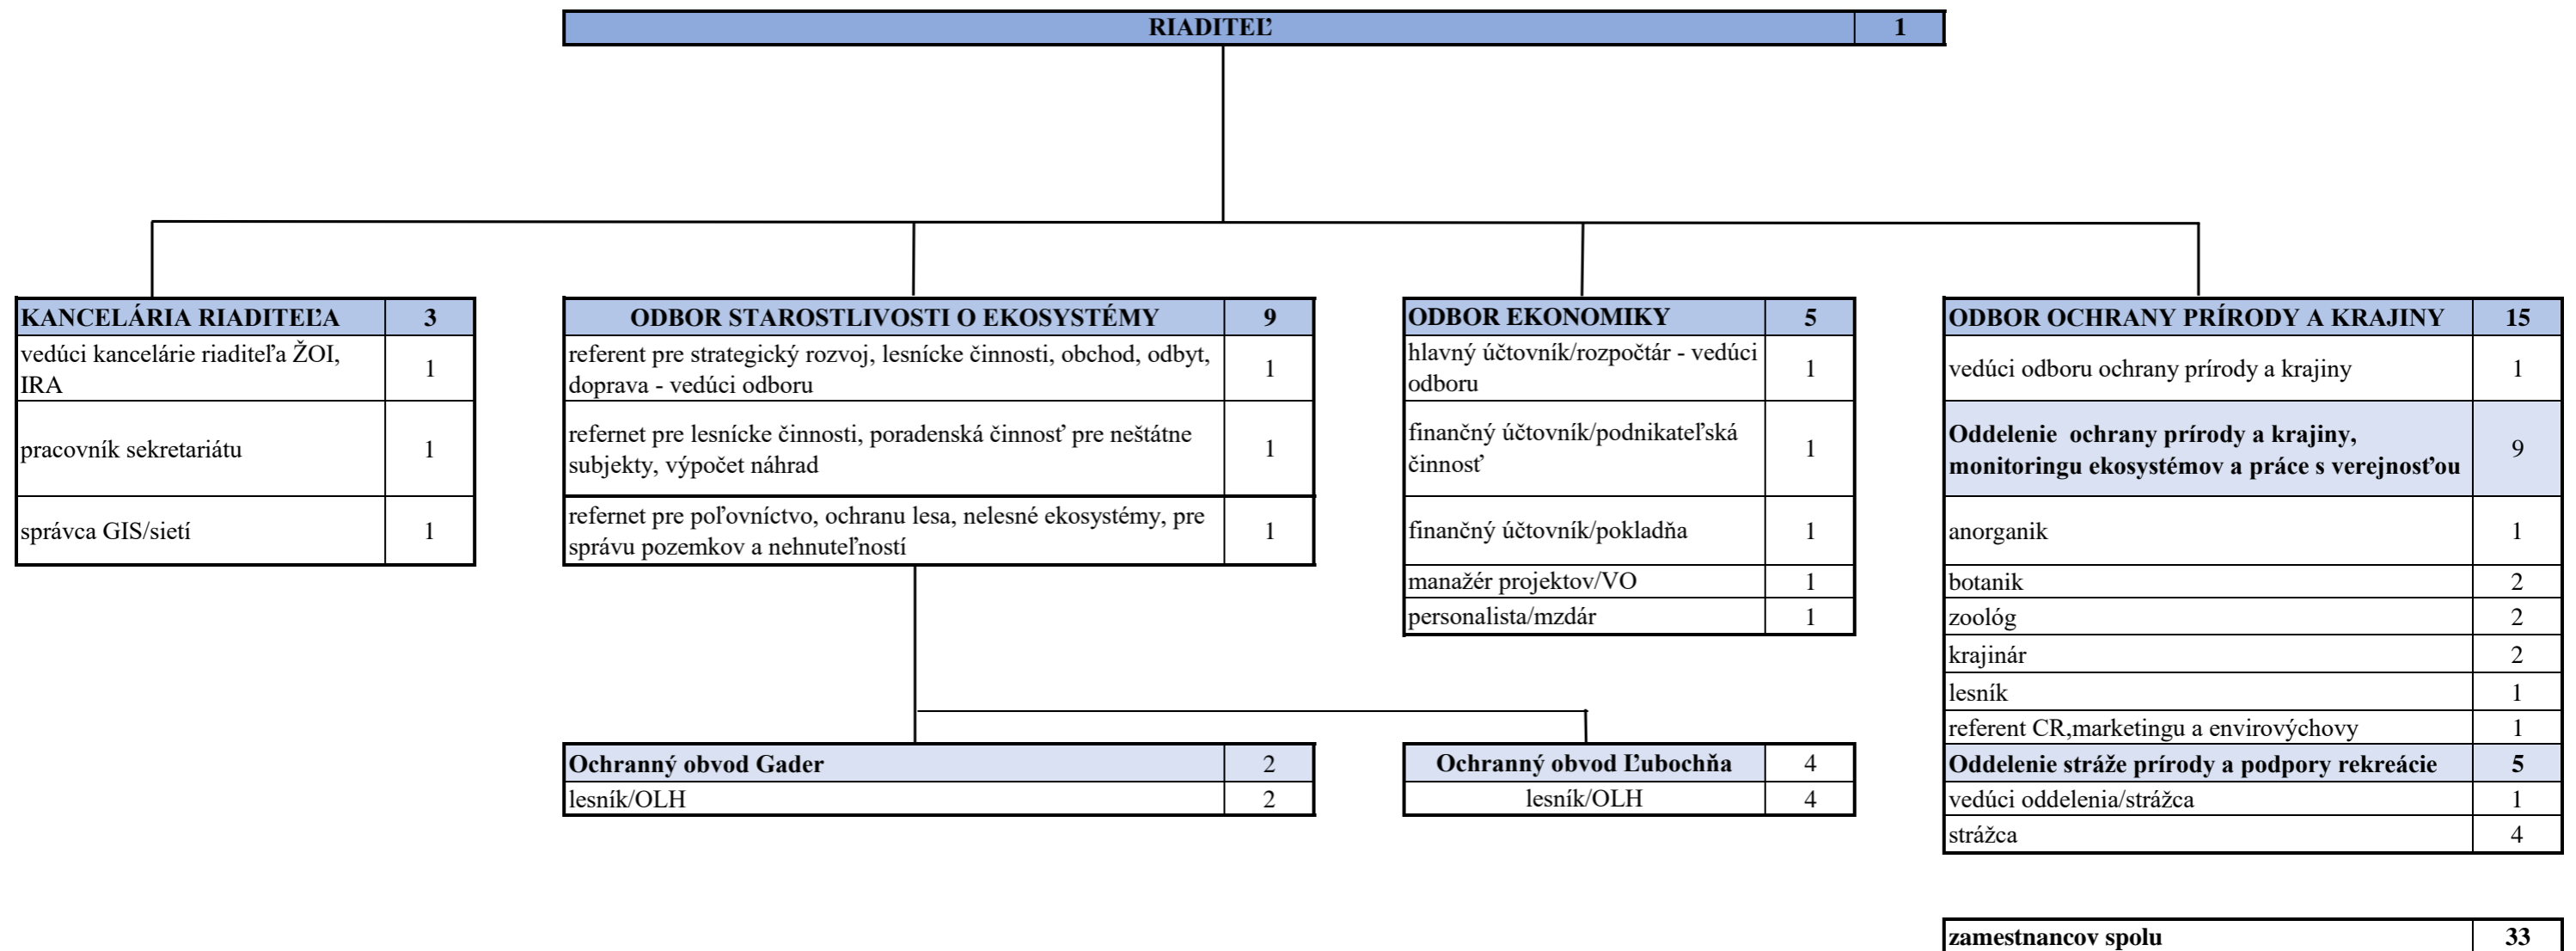 RIADITEĽ 1
KANCELÁRIA RIADITEĽA 3
vedúci kancelárie riaditeľa ŽOI,
IRA 1
pracovník sekretariátu 1
správca GIS/sietí 1
ODBOR STAROSTLIVOSTI O EKOSYSTÉMY 9
referent pre strategický rozvoj, lesnícke činnosti, obchod, odbyt,
doprava - vedúci odboru 1
refernet pre lesnícke činnosti, poradenská činnosť pre neštátne
subjekty, výpočet náhrad 1
refernet pre poľovníctvo, ochranu lesa, nelesné ekosystémy, pre
správu pozemkov a nehnuteľností 1
Ochranný obvod Gader 2
lesník/OLH 2
ODBOR EKONOMIKY 5
hlavný účtovník/rozpočtár - vedúci
odboru 1
finančný účtovník/podnikateľská
činnosť 1
finančný účtovník/pokladňa 1
manažér projektov/VO 1
personalista/mzdár 1
Ochranný obvod Ľubochňa 4
lesník/OLH 4
ODBOR OCHRANY PRÍRODY A KRAJINY 15
vedúci odboru ochrany prírody a krajiny 1
Oddelenie ochrany prírody a krajiny,
monitoringu ekosystémov a práce s verejnosťou 9
anorganik 1
botanik 2
zoológ 2
krajinár 2
lesník 1
referent CR,marketingu a envirovýchovy 1
Oddelenie stráže prírody a podpory rekreácie 5
vedúci oddelenia/strážca 1
strážca 4
zamestnancov spolu 33